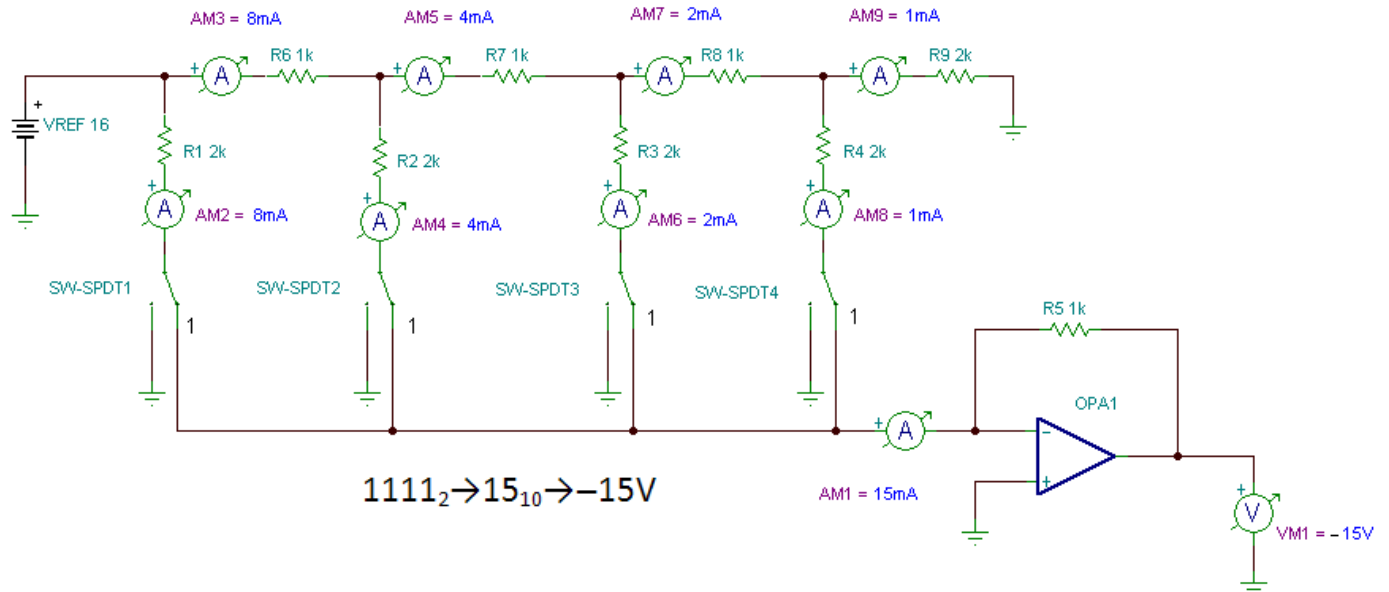 AM3 = 8mA
AM5 = 4mA
AM7 = 2mA
AM9 = 1mA
R6 1k
R7 1k
R8 1k
R9 2k
+
A
A
A
A
+
VREF 16
R1 2k
R2 2k
R3 2k
R4 2k
+
A
AM2 = 8mA
+
A
AM4 = 4mA
+
A
AM6 = 2mA
+
A
AM8 = 1mA
SW-SPDT1
1
SW-SPDT2
1
SW-SPDT3
1
SW-SPDT4
1
R5 1k
OPA1
+
A
AM1 = 15mA
−
+
+
V
VM1 = -15V
1111₂→15₁₀→–15V